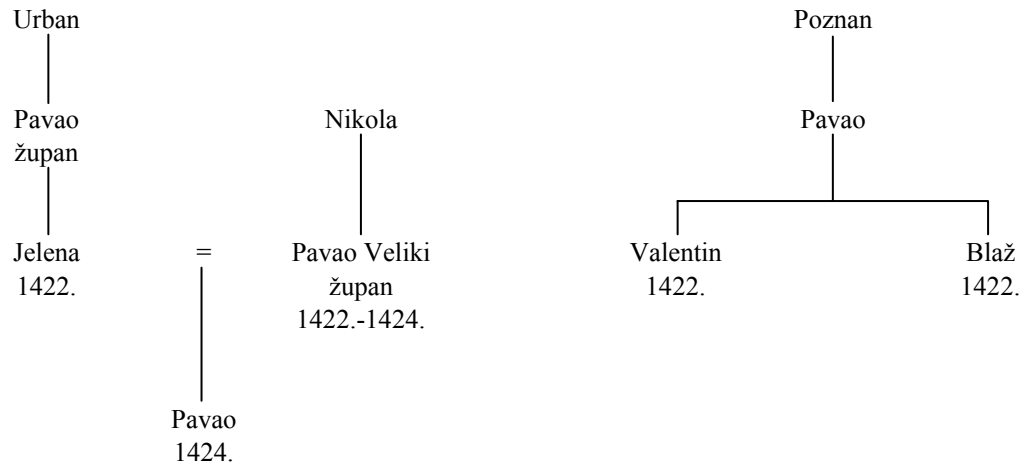 Urban Poznan
Pavao Nikola Pavao
župan
Jelena = Pavao Veliki Valentin Blaž
1422. župan 1422. 1422.
1422.-1424.
Pavao
1424.